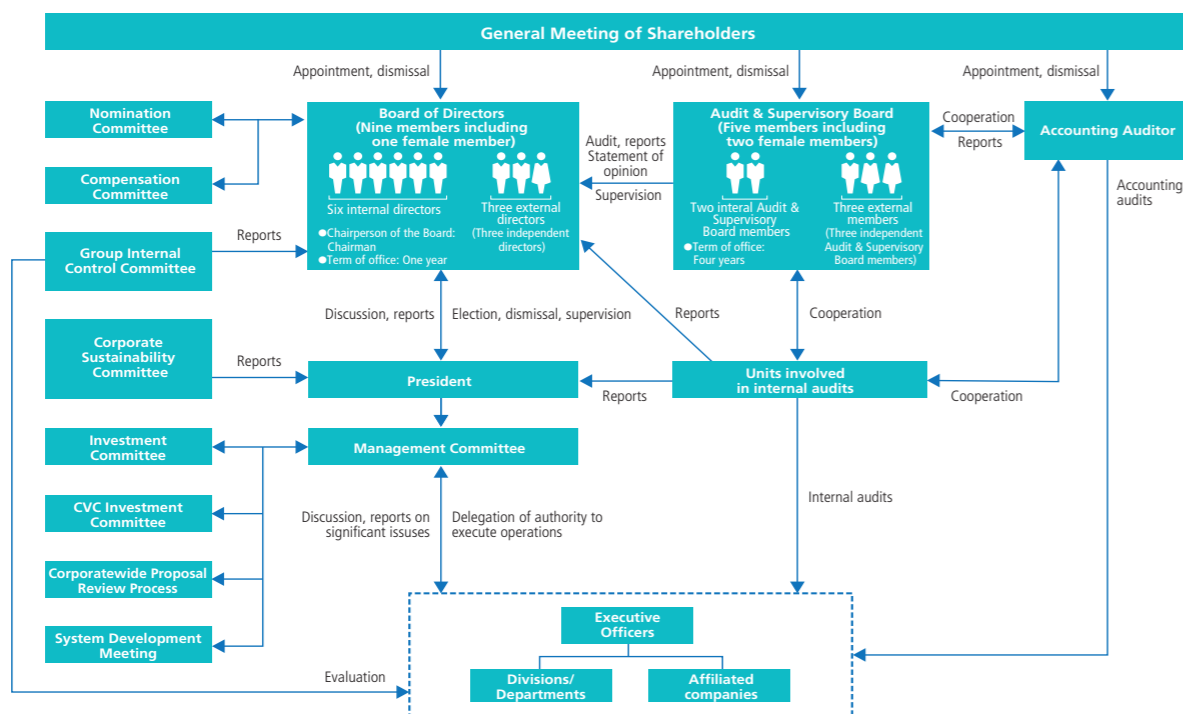 General Meeting of Shareholders
Appointment, dismissal
Appointment, dismissal
Appointment, dismissal
Nomination
Committee
Compensation
Committee
Group Internal
Control Committee
Corporate
Sustainability
Committee
Investment
Committee
CVC Investment
Committee
Corporatewide Proposal
Review Process
System Development
Meeting
Reports
Reports
Board of Directors
(Nine members including
one female member)
Six internal directors
●Chairperson of the Board:
Chairman
●Term of office: One year
Three external
directors
(Three independent
directors)
Audit, reports
Statement of
opinion
Supervision
Audit & Supervisory Board
(Five members including
two female members)
Two interal Audit &
Supervisory
Board members
●Term of office:
Four years
Three external
members
(Three independent
Audit & Supervisory
Board members)
Cooperation
Reports
Accounting Auditor
Accounting
audits
Discussion, reports
Election, dismissal, supervision
Reports
Cooperation
President
Reports
Units involved
in internal audits
Cooperation
Management Committee
Discussion, reports on
significant issuses
Delegation of authority to
execute operations
Internal audits
Executive
Officers
Divisions/
Departments
Affiliated
companies
Evaluation